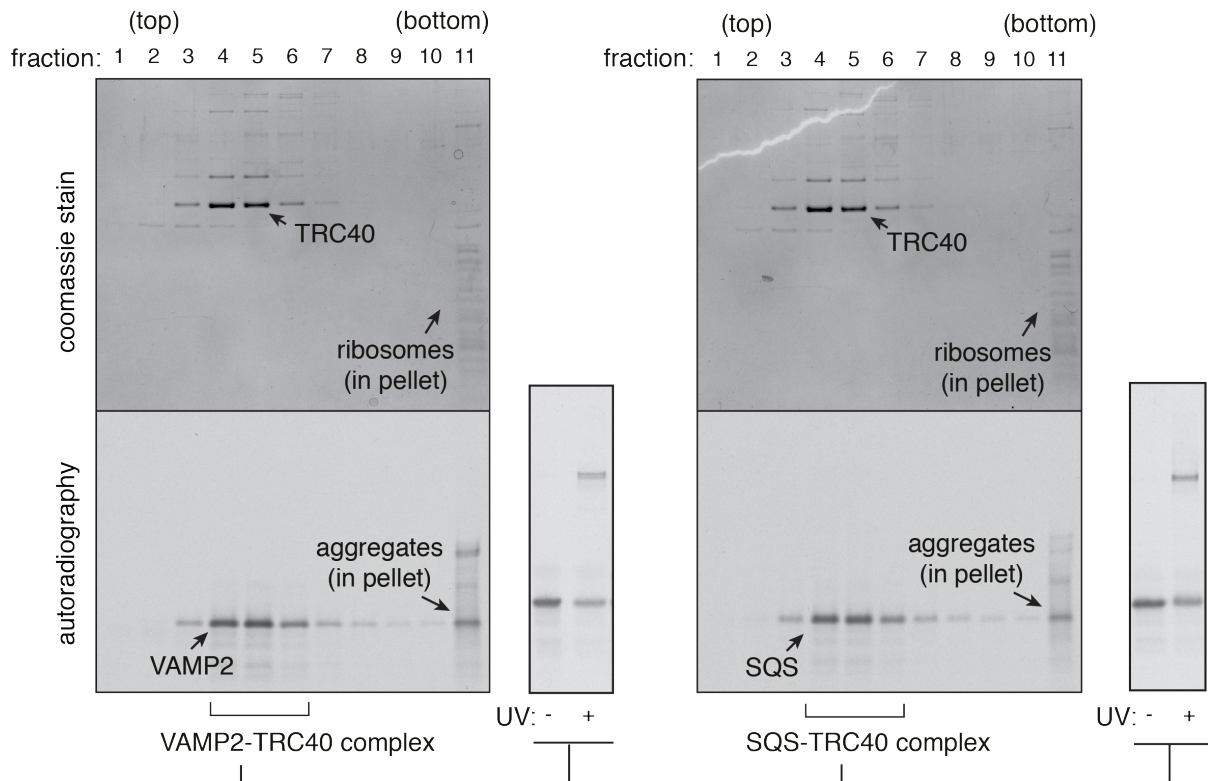 (top) (bottom)
fraction: 1 2 3 4 5 6 7 8 9 10 11
coomassie stain
TRC40
ribosomes
(in pellet)
autoradiography
aggregates
(in pellet)
VAMP2
UV: - +
VAMP2-TRC40 complex
(top) (bottom)
fraction: 1 2 3 4 5 6 7 8 9 10 11
TRC40
ribosomes
(in pellet)
aggregates
(in pellet)
SQS
UV: - +
SQS-TRC40 complex